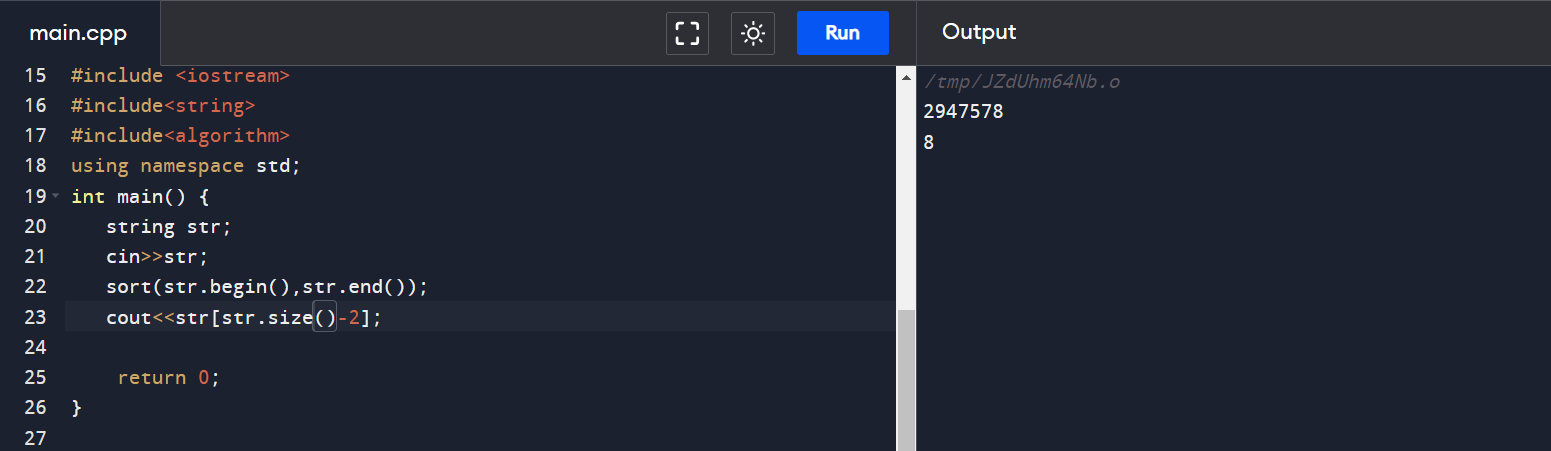 main.cpp
Run
Output
15 #include <iostream>
16 #include<string>
17 #include<algorithm>
18 using namespace std;
19 int main() {
20 string str;
21 cin>>str;
22 sort(str.begin(),str.end());
23 cout<<str[str.size()-2];
24
25 return 0;
26 }
27
/tmp/JZdUhm64Nb.o
2947578
8